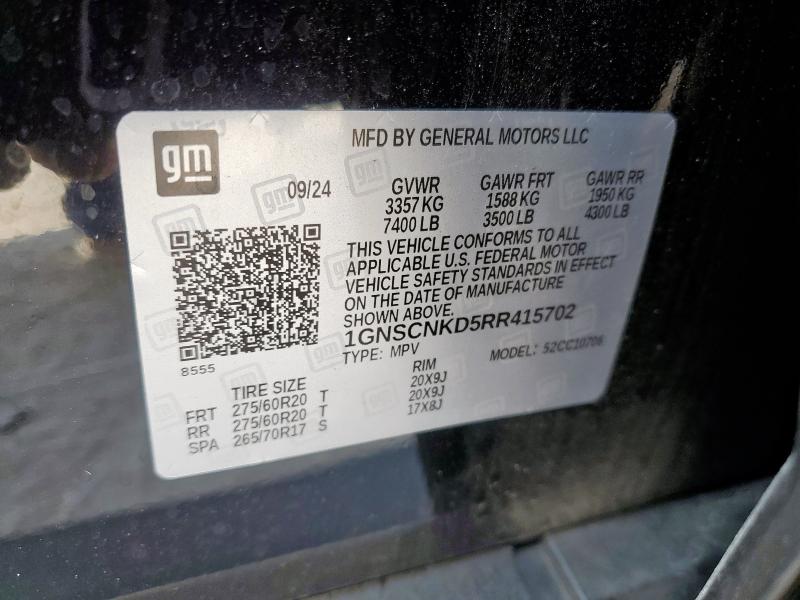 gm
MFD BY GENERAL MOTORS LLC
09/24
GVWR GAWR FRT GAWR RR
3357 KG 1588 KG 1950 KG
7400 LB 3500 LB 4300 LB
THIS VEHICLE CONFORMS TO ALL
APPLICABLE U.S. FEDERAL MOTOR
VEHICLE SAFETY STANDARDS IN EFFECT
ON THE DATE OF MANUFACTURE
SHOWN ABOVE.
1GNSCNKD5RR415702
TYPE: MPV MODEL: 52CC10706
8555
TIRE SIZE RIM
FRT 275/60R20 T 20X9J
RR 275/60R20 T 20X9J
SPA 265/70R17 S 17X8J